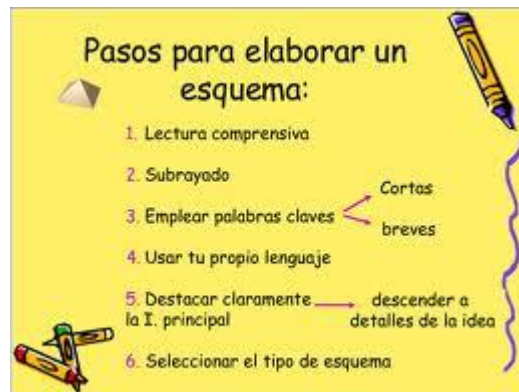 Pasos para elaborar un
esquema:
1. Lectura comprensiva
2. Subrayado
3. Emplear palabras claves
Cortas
breves
4. Usar tu propio lenguaje
5. Destacar claramente
la I. principal
descender a
detalles de la idea
6. Seleccionar el tipo de esquema